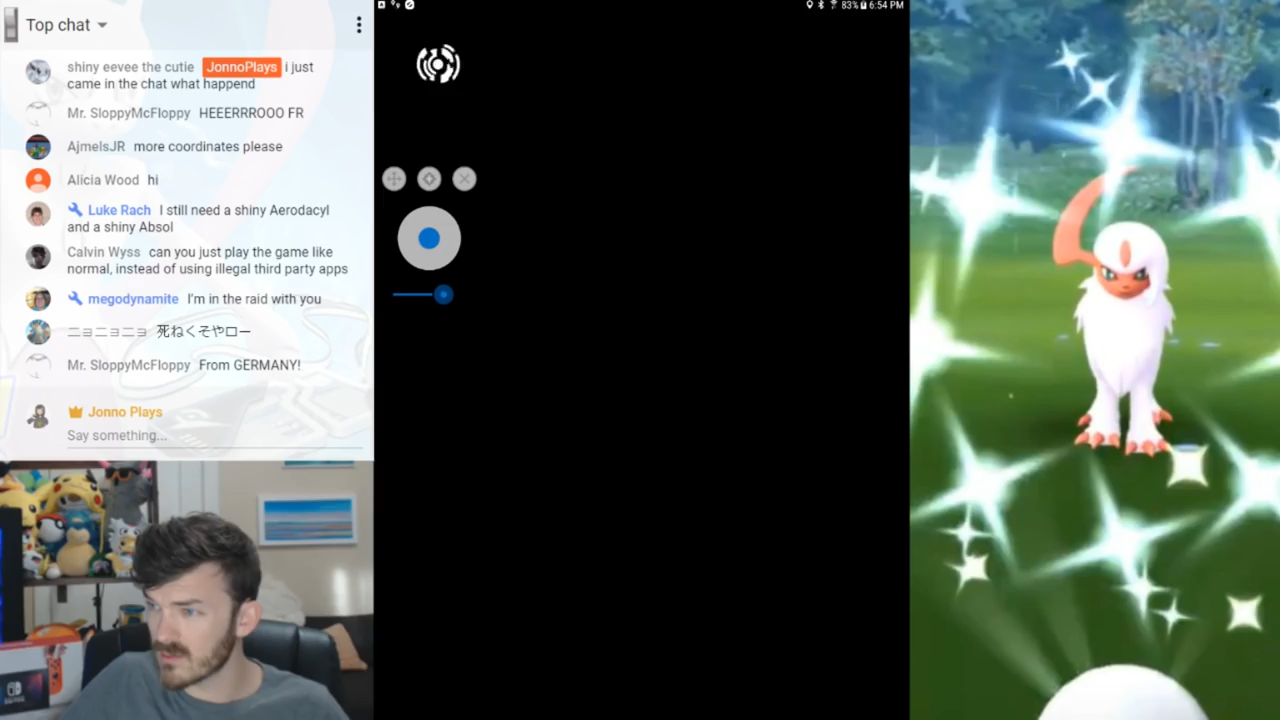 Top chat
shiny eevee the cutie JonnoPlays i just
came in the chat what happend
Mr. SloppyMcFloppy HEEERRROOO FR
AjmelsJR more coordinates please
Alicia Wood hi
Luke Rach I still need a shiny Aerodacyl
and a shiny Absol
Calvin Wyss can you just play the game like
normal, instead of using illegal third party apps
megodynamite I'm in the raid with you
ニョニョニョ 死ねくそやロー
Mr. SloppyMcFloppy From GERMANY!
Jonno Plays
Say something...
83% 6:54 PM